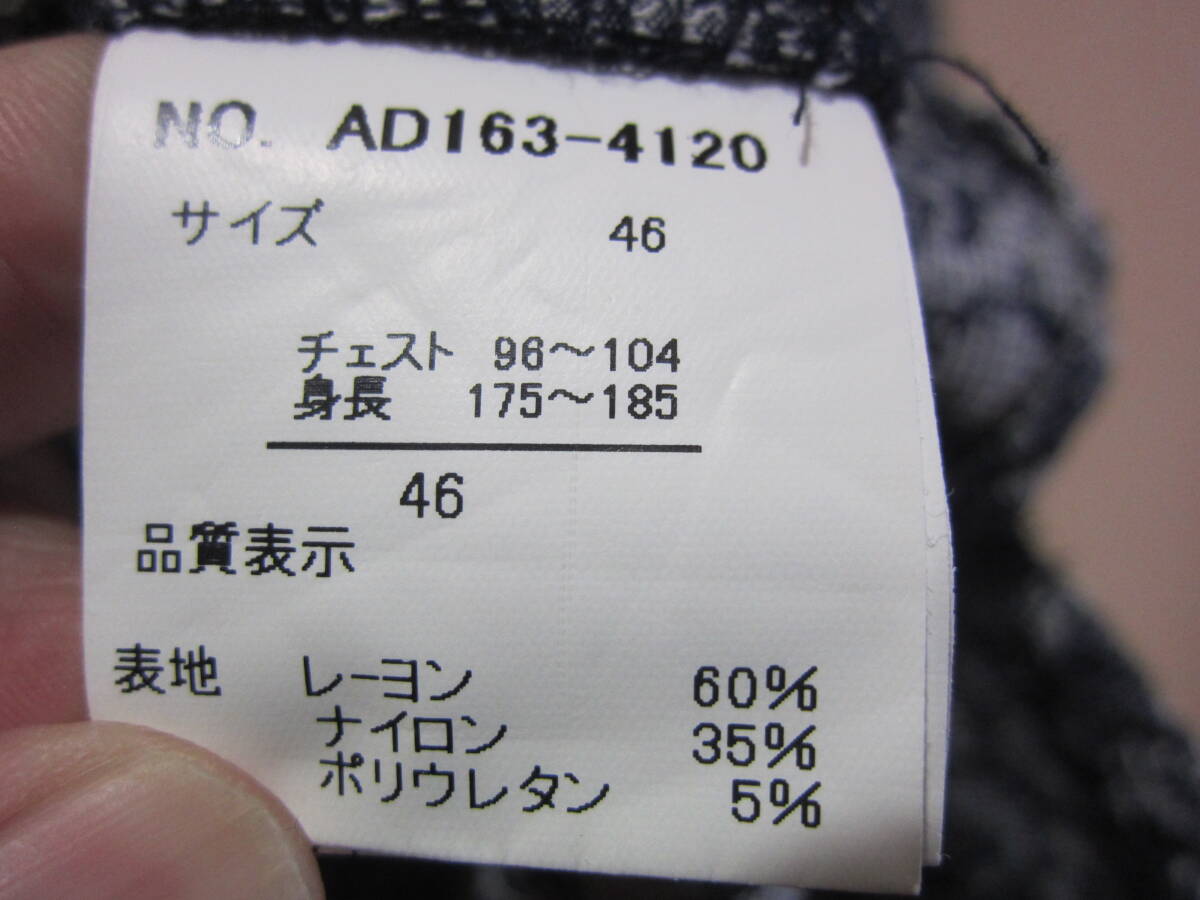 NO. AD163-4120
サイズ 46
チェスト 96〜104
身長 175〜185
46
品質表示
表地 レーヨン 60%
ナイロン 35%
ポリウレタン 5%